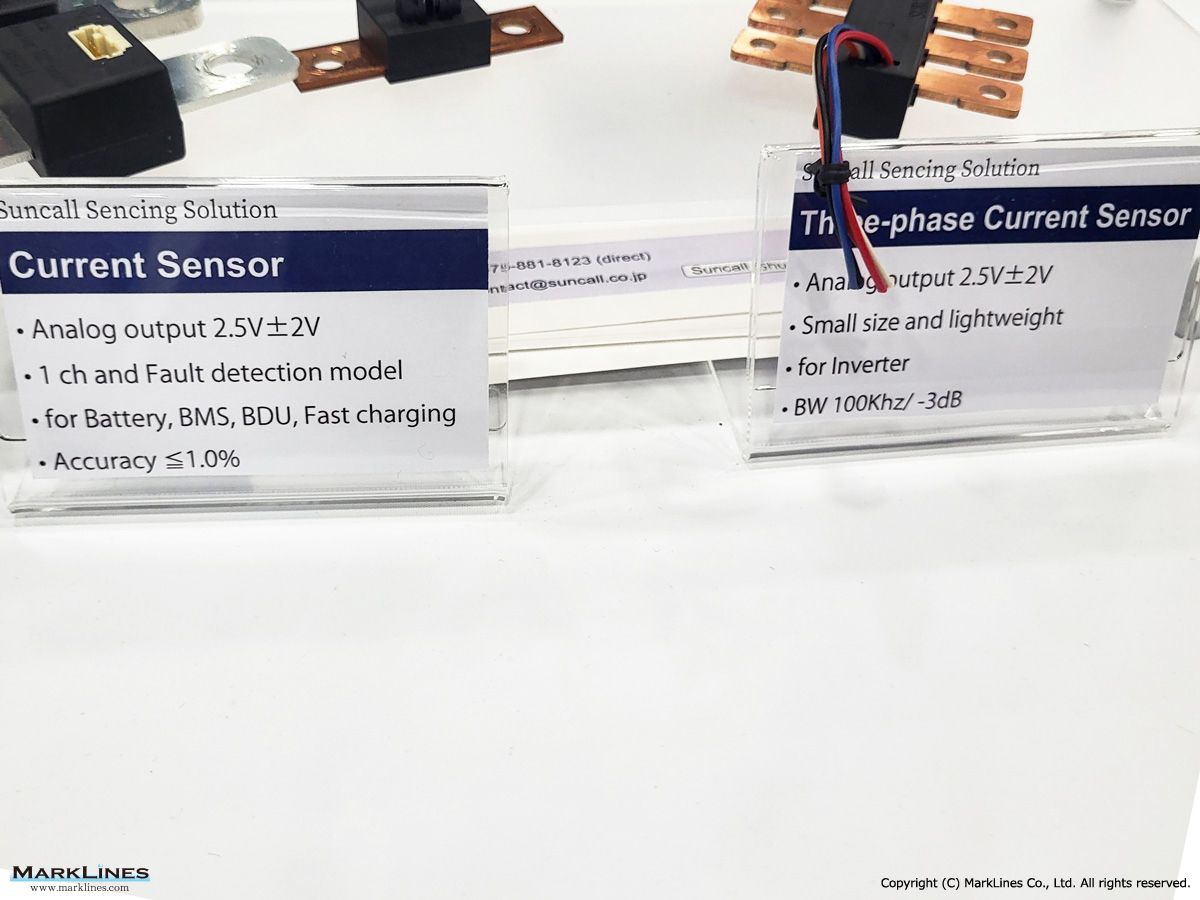 Suncall Sencing Solution
Current Sensor
• Analog output 2.5V±2V
• 1 ch and Fault detection model
• for Battery, BMS, BDU, Fast charging
• Accuracy ≦1.0%
-881-8123 (direct)
ntact@suncall.co.jp
Suncall
Suncall Sencing Solution
Three-phase Current Sensor
• Analog output 2.5V±2V
• Small size and lightweight
• for Inverter
• BW 100Khz/ -3dB
MARKLINES
www.marklines.com
Copyright (C) MarkLines Co., Ltd. All rights reserved.